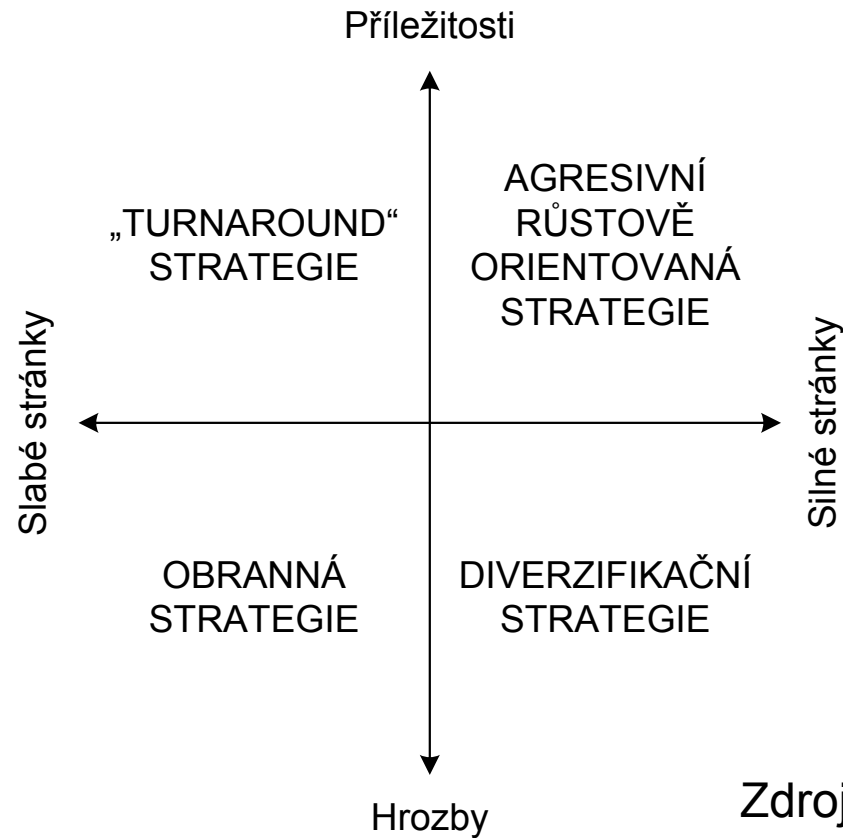 Příležitosti
„TURNAROUND“
STRATEGIE
AGRESIVNÍ
RŮSTOVĚ
ORIENTOVANÁ
STRATEGIE
Slabé stránky
Silné stránky
OBRANNÁ
STRATEGIE
DIVERZIFIKAČNÍ
STRATEGIE
Hrozby
Zdroj